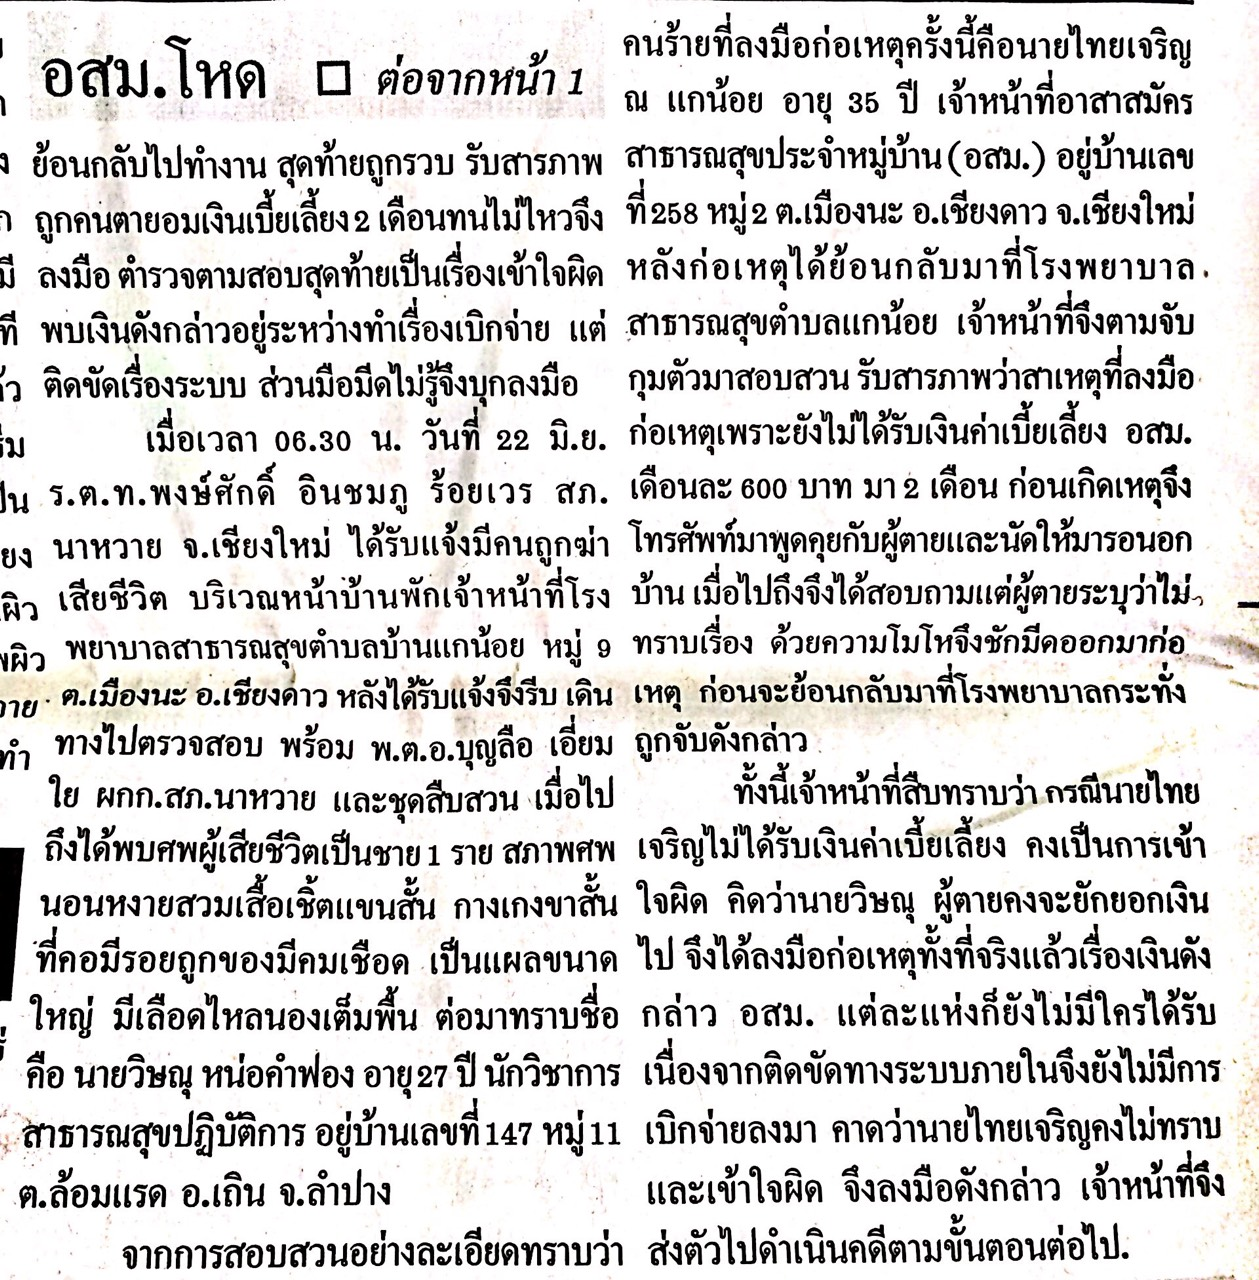 อสม.โหด □ ต่อจากหน้า 1
ย้อนกลับไปทำงาน สุดท้ายถูกรวบ รับสารภาพ
ถูกคนตายอมเงินเบี้ยเลี้ยง 2 เดือนทนไม่ไหวจึง
ลงมือ ตำรวจตามสอบสุดท้ายเป็นเรื่องเข้าใจผิด
พบเงินดังกล่าวอยู่ระหว่างทำเรื่องเบิกจ่าย แต่
ติดขัดเรื่องระบบ ส่วนมือมีดไม่รู้จึงบุกลงมือ
เมื่อเวลา 06.30 น. วันที่ 22 มิ.ย.
ร.ต.ท.พงษ์ศักดิ์ อินชมภู ร้อยเวร สภ.
นาหวาย จ.เชียงใหม่ ได้รับแจ้งมีคนถูกฆ่า
เสียชีวิต บริเวณหน้าบ้านพักเจ้าหน้าที่โรง
พยาบาลสาธารณสุขตำบลบ้านแกน้อย หมู่ 9
ต.เมืองนะ อ.เชียงดาว หลังได้รับแจ้งจึงรีบ เดิน
ทางไปตรวจสอบ พร้อม พ.ต.อ.บุญลือ เอี่ยม
ใย ผกก.สภ.นาหวาย และชุดสืบสวน เมื่อไป
ถึงได้พบศพผู้เสียชีวิตเป็นชาย 1 ราย สภาพศพ
นอนหงายสวมเสื้อเชิ้ตแขนสั้น กางเกงขาสั้น
ที่คอมีรอยถูกของมีคมเชือด เป็นแผลขนาด
ใหญ่ มีเลือดไหลนองเต็มพื้น ต่อมาทราบชื่อ
คือ นายวิษณุ หน่อคำฟอง อายุ 27 ปี นักวิชาการ
สาธารณสุขปฏิบัติการ อยู่บ้านเลขที่ 147 หมู่ 11
ต.ล้อมแรด อ.เถิน จ.ลำปาง
จากการสอบสวนอย่างละเอียดทราบว่า
คนร้ายที่ลงมือก่อเหตุครั้งนี้คือนายไทยเจริญ
ณ แกน้อย อายุ 35 ปี เจ้าหน้าที่อาสาสมัคร
สาธารณสุขประจำหมู่บ้าน (อสม.) อยู่บ้านเลข
ที่ 258 หมู่ 2 ต.เมืองนะ อ.เชียงดาว จ.เชียงใหม่
หลังก่อเหตุได้ย้อนกลับมาที่โรงพยาบาล
สาธารณสุขตำบลแกน้อย เจ้าหน้าที่จึงตามจับ
กุมตัวมาสอบสวน รับสารภาพว่าสาเหตุที่ลงมือ
ก่อเหตุเพราะยังไม่ได้รับเงินค่าเบี้ยเลี้ยง อสม.
เดือนละ 600 บาท มา 2 เดือน ก่อนเกิดเหตุจึง
โทรศัพท์มาพูดคุยกับผู้ตายและนัดให้มารอนอก
บ้าน เมื่อไปถึงจึงได้สอบถามแต่ผู้ตายระบุว่าไม่
ทราบเรื่อง ด้วยความโมโหจึงชักมีดออกมาก่อ
เหตุ ก่อนจะย้อนกลับมาที่โรงพยาบาลกระทั่ง
ถูกจับดังกล่าว
ทั้งนี้เจ้าหน้าที่สืบทราบว่า กรณีนายไทย
เจริญไม่ได้รับเงินค่าเบี้ยเลี้ยง คงเป็นการเข้า
ใจผิด คิดว่านายวิษณุ ผู้ตายคงจะยักยอกเงิน
ไป จึงได้ลงมือก่อเหตุทั้งที่จริงแล้วเรื่องเงินดัง
กล่าว อสม. แต่ละแห่งก็ยังไม่มีใครได้รับ
เนื่องจากติดขัดทางระบบภายในจึงยังไม่มีการ
เบิกจ่ายลงมา คาดว่านายไทยเจริญคงไม่ทราบ
และเข้าใจผิด จึงลงมือดังกล่าว เจ้าหน้าที่จึง
ส่งตัวไปดำเนินคดีตามขั้นตอนต่อไป.